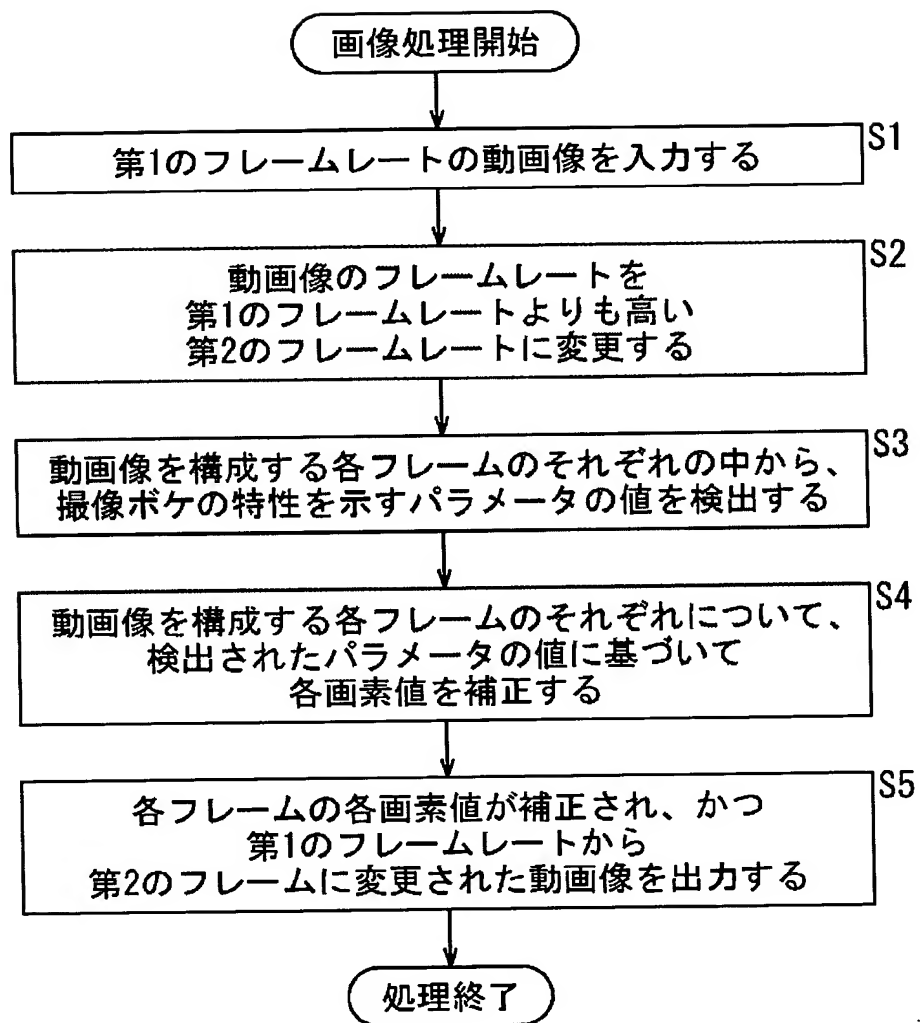 画像処理開始
S1
第1のフレームレートの動画像を入力する
S2
動画像のフレームレートを
第1のフレームレートよりも高い
第2のフレームレートに変更する
S3
動画像を構成する各フレームのそれぞれの中から、
撮像ボケの特性を示すパラメータの値を検出する
S4
動画像を構成する各フレームのそれぞれについて、
検出されたパラメータの値に基づいて
各画素値を補正する
S5
各フレームの各画素値が補正され、かつ
第1のフレームレートから
第2のフレームに変更された動画像を出力する
処理終了